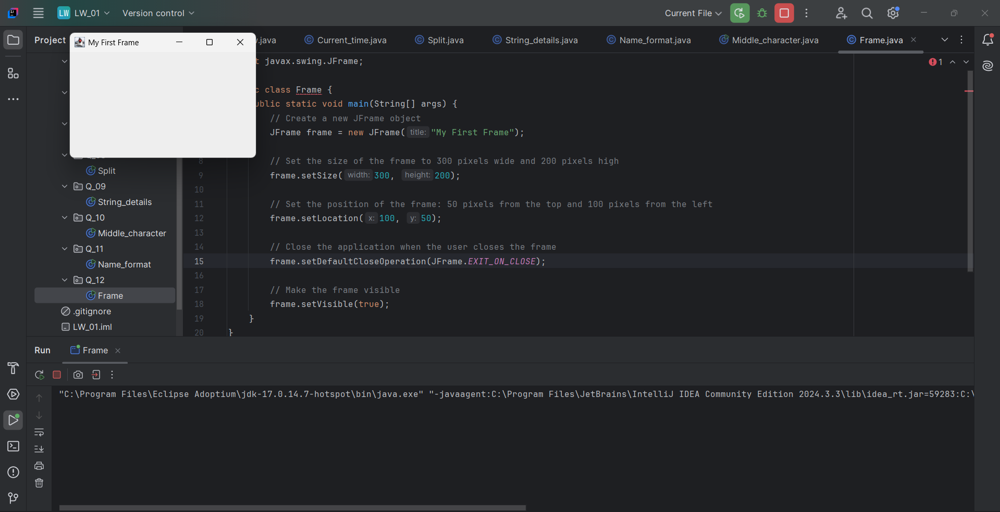 LW LW_01 Version control Current File
Project
My First Frame
.java Current_time.java Split.java String_details.java Name_format.java Middle_character.java Frame.java
t javax.swing.JFrame;
1
c class Frame {
ublic static void main(String[] args) {
// Create a new JFrame object
JFrame frame = new JFrame( title: "My First Frame");
8 // Set the size of the frame to 300 pixels wide and 200 pixels high
9 frame.setSize( width: 300, height: 200);
10
11 // Set the position of the frame: 50 pixels from the top and 100 pixels from the left
12 frame.setLocation( x: 100, y: 50);
13
14 // Close the application when the user closes the frame
15 frame.setDefaultCloseOperation(JFrame.EXIT_ON_CLOSE);
16
17 // Make the frame visible
18 frame.setVisible(true);
19 }
20 }
Split
Q_09
String_details
Q_10
Middle_character
Q_11
Name_format
Q_12
Frame
.gitignore
LW_01.iml
Run Frame
"C:\Program Files\Eclipse Adoptium\jdk-17.0.14.7-hotspot\bin\java.exe" "-javaagent:C:\Program Files\JetBrains\IntelliJ IDEA Community Edition 2024.3.3\lib\idea_rt.jar=59283:C:\